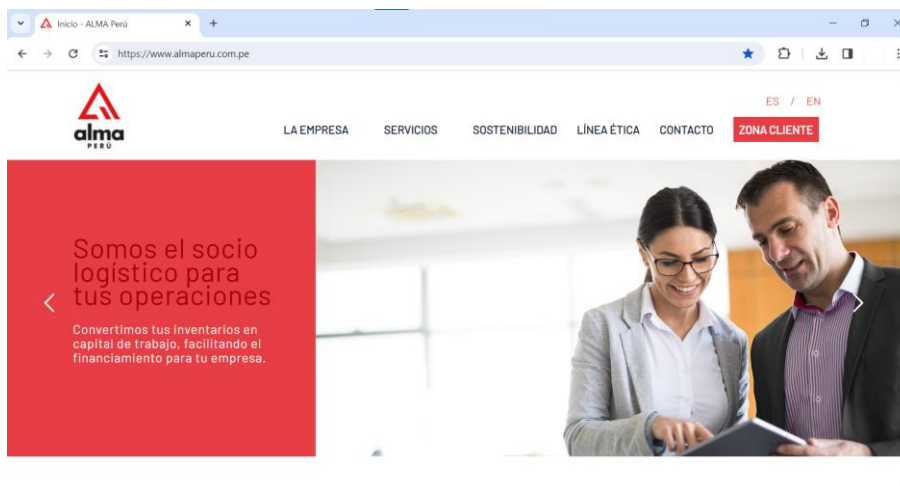 Inicio - ALMA Perú
https://www.almaperu.com.pe
alma
PERÚ
ES / EN
LA EMPRESA SERVICIOS SOSTENIBILIDAD LÍNEA ÉTICA CONTACTO ZONA CLIENTE
Somos el socio
logístico para
tus operaciones
Convertimos tus inventarios en
capital de trabajo, facilitando el
financiamiento para tu empresa.